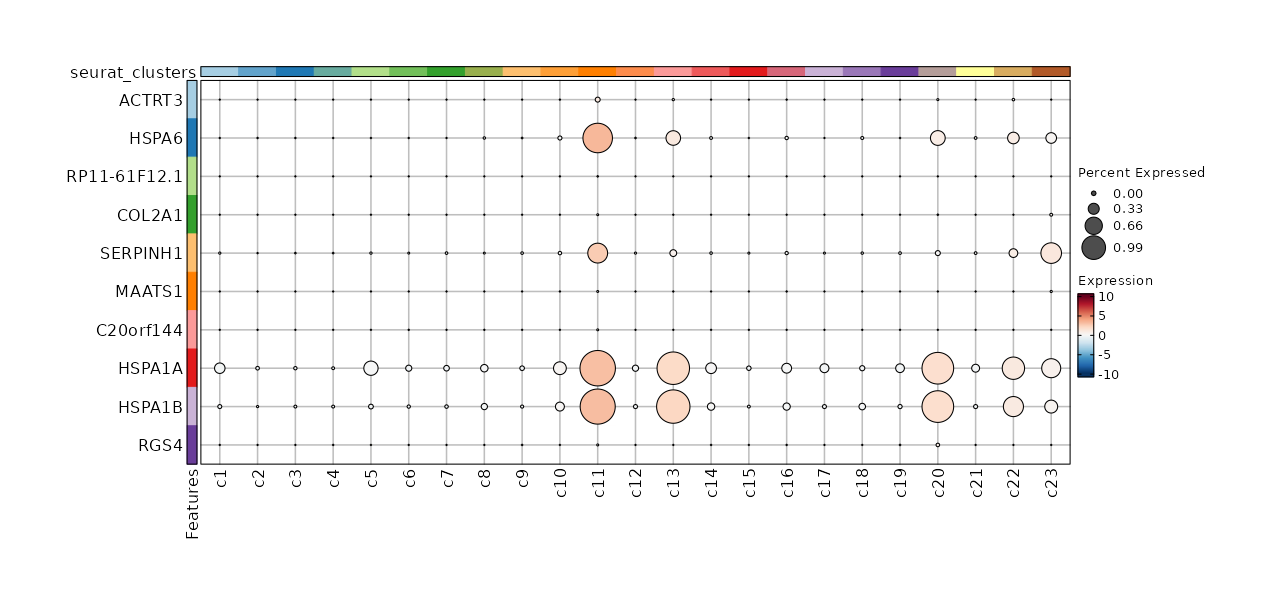 seurat_clusters
ACTRT3
HSPA6
RP11-61F12.1
COL2A1
SERPINH1
MAATS1
C20orf144
HSPA1A
HSPA1B
RGS4
Features
c1
c2
c3
c4
c5
c6
c7
c8
c9
c10
c11
c12
c13
c14
c15
c16
c17
c18
c19
c20
c21
c22
c23
Percent Expressed
0.00
0.33
0.66
0.99
Expression
10
5
0
-5
-10